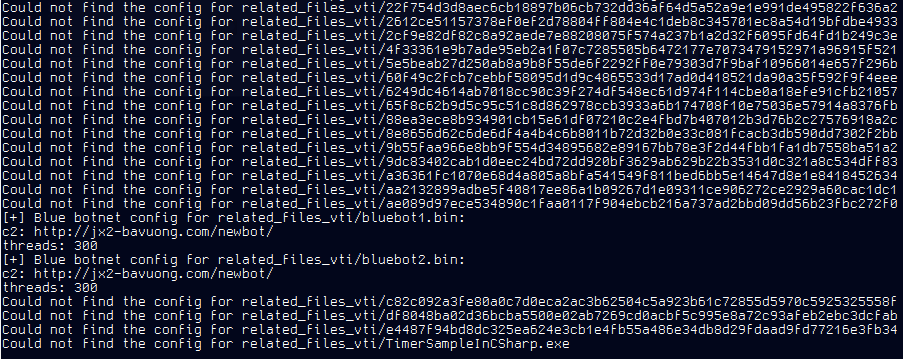 Could not find the config for related_files_vti/22f754d3d8aec6cb18897b06cb732dd36af64d5a52a9e1e991de495822f636a2
Could not find the config for related_files_vti/2612ce51157378ef0ef2d78804ff804e4c1deb8c345701ec8a54d19bfdbe4933
Could not find the config for related_files_vti/2cf9e82df82c8a92aede7e88208075f574a237b1a2d32f6095fd64fd1b249c3e
Could not find the config for related_files_vti/4f33361e9b7ade95eb2a1f07c7285505b6472177e7073479152971a96915f521
Could not find the config for related_files_vti/5e5beab27d250ab8a9b8f55de6f2292ff0e79303d7f9baf10966014e657f296b
Could not find the config for related_files_vti/60f49c2fcb7cebbf58095d1d9c4865533d17ad0d418521da90a35f592f9f4eee
Could not find the config for related_files_vti/6249dc4614ab7018cc90c39f274df548ec61d974f114cbe0a18efe91cfb21057
Could not find the config for related_files_vti/65f8c62b9d5c95c51c8d862978ccb3933a6b174708f10e75036e57914a8376fb
Could not find the config for related_files_vti/88ea3ece8b934901cb15e61df07210c2e4fbd7b407012b3d76b2c27576918a2c
Could not find the config for related_files_vti/8e8656d62c6de6df4a4b4c6b8011b72d32b0e33c081fcacb3db590dd7302f2bb
Could not find the config for related_files_vti/9b55faa966e8bb9f554d34895682e89167bb78e3f2d44fbb1fa1db7558ba51a2
Could not find the config for related_files_vti/9dc83402cab1d0eec24bd72dd920bf3629ab629b22b3531d0c321a8c534dff83
Could not find the config for related_files_vti/a36361fc1070e68d4a805a8bfa541549f811bed6bb5e14647d8e1e8418452634
Could not find the config for related_files_vti/aa2132899adbe5f40817ee86a1b09267d1e09311ce906272ce2929a60cac1dc1
Could not find the config for related_files_vti/ae089d97ece534890c1faa0117f904ebcb216a737ad2bbd09dd56b23fbc272f0
[+] Blue botnet config for related_files_vti/bluebot1.bin:
c2: http://jx2-bavuong.com/newbot/
threads: 300
[+] Blue botnet config for related_files_vti/bluebot2.bin:
c2: http://jx2-bavuong.com/newbot/
threads: 300
Could not find the config for related_files_vti/c82c092a3fe80a0c7d0eca2ac3b62504c5a923b61c72855d5970c5925325558f
Could not find the config for related_files_vti/df8048ba02d36bcba5500e02ab7269cd0acbf5c995e8a72c93afeb2ebc3dcfab
Could not find the config for related_files_vti/e4487f94bd8dc325ea624e3cb1e4fb55a486e34db8d29fdaad9fd77216e3fb34
Could not find the config for related_files_vti/TimerSampleInCSharp.exe